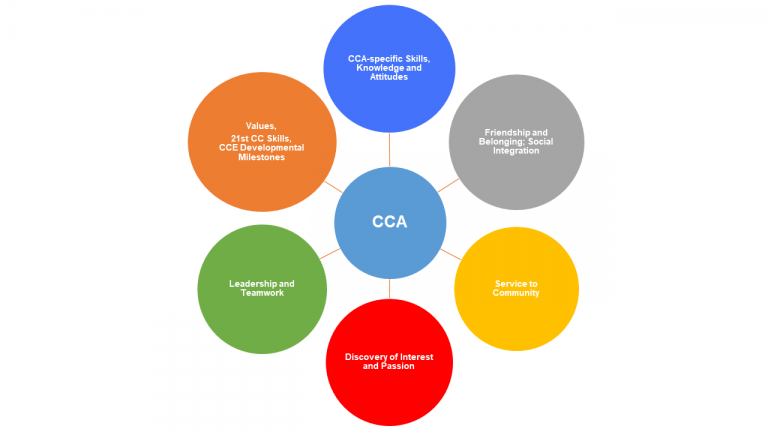 CCA-specific Skills,
Knowledge and
Attitudes
Values,
21st CC Skills,
CCE Developmental
Milestones
Friendship and
Belonging; Social
Integration
CCA
Leadership and
Teamwork
Service to
Community
Discovery of Interest
and Passion